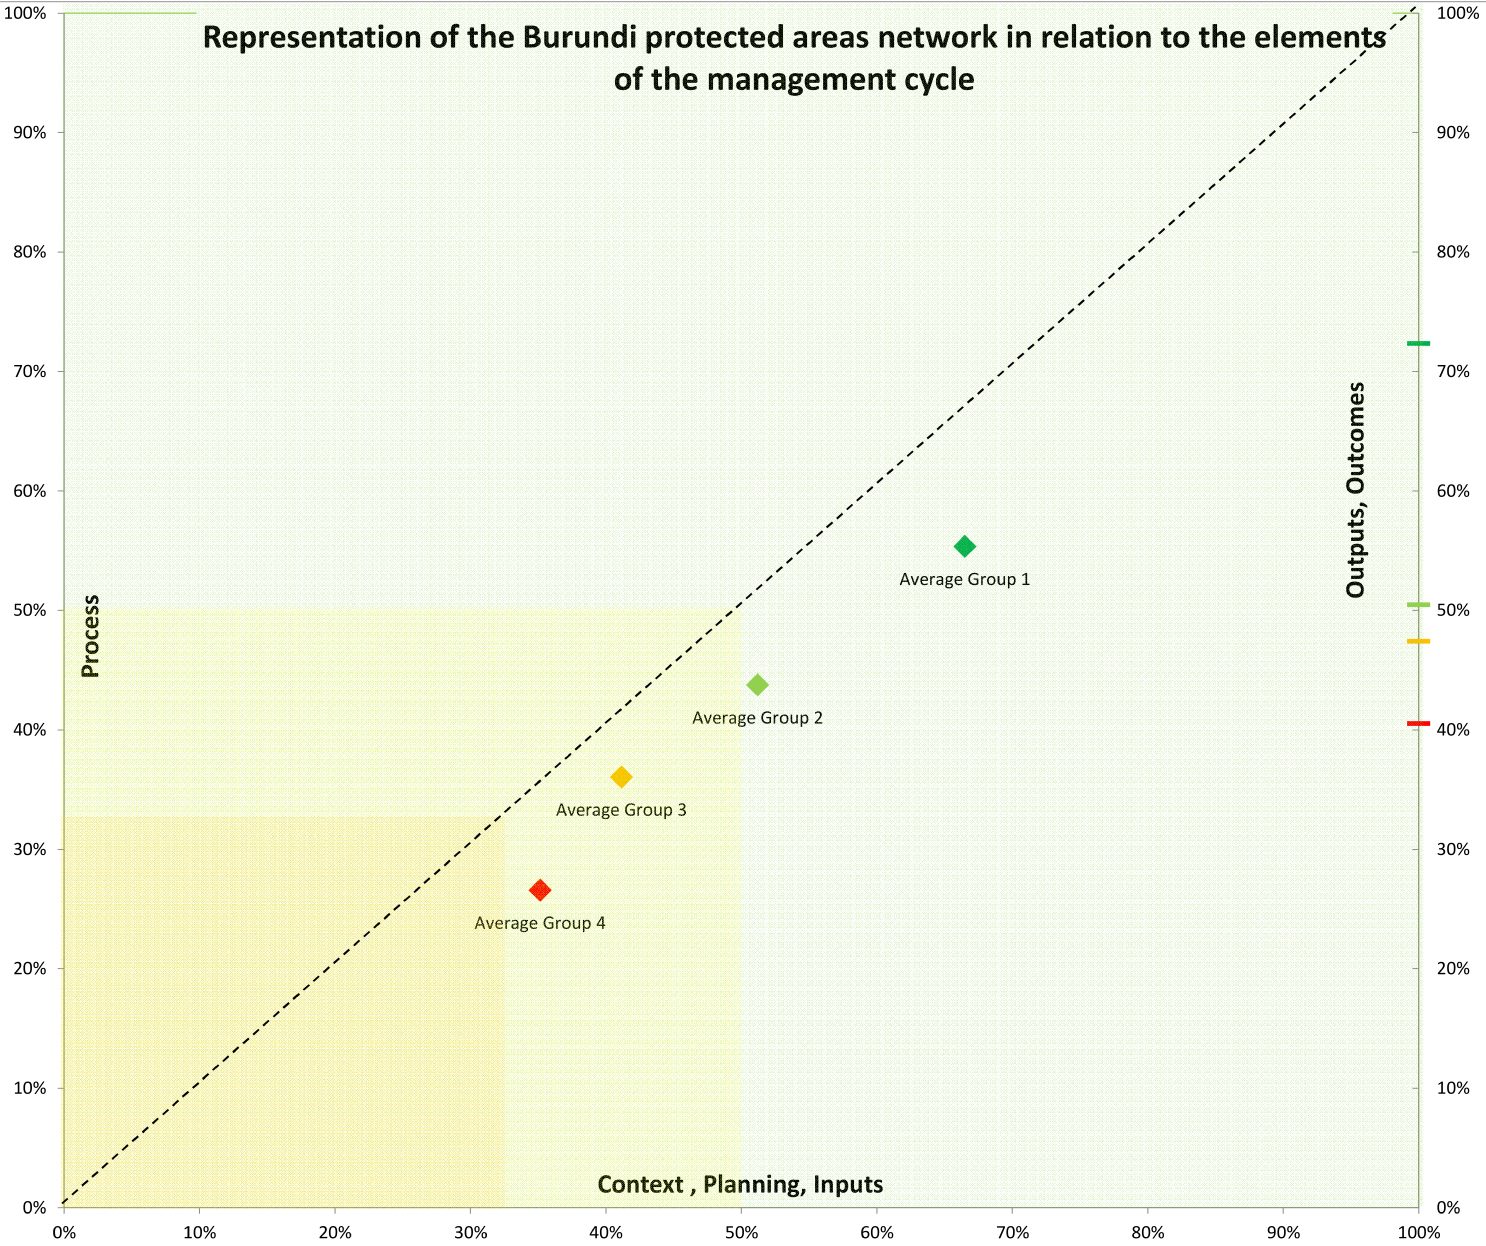 Representation of the Burundi protected areas network in relation to the elements
of the management cycle
100%
90%
80%
70%
60%
50%
40%
30%
20%
10%
0%
Process
Average Group 1
Average Group 2
Average Group 3
Average Group 4
Outputs, Outcomes
100%
90%
80%
70%
60%
50%
40%
30%
20%
10%
0%
Context , Planning, Inputs
0% 10% 20% 30% 40% 50% 60% 70% 80% 90% 100%